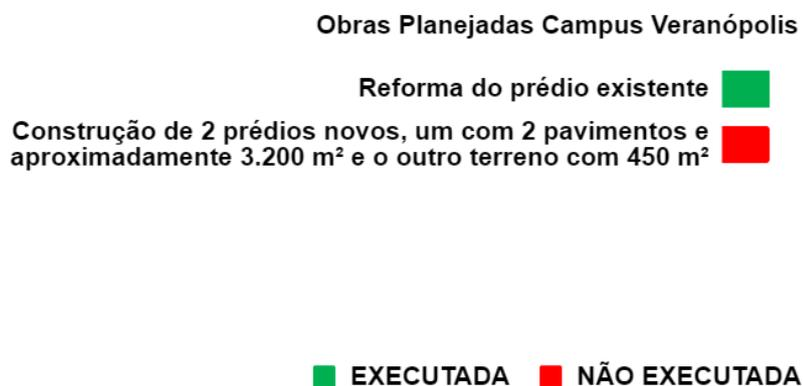 Obras Planejadas Campus Veranópolis
Reforma do prédio existente
Construção de 2 prédios novos, um com 2 pavimentos e
aproximadamente 3.200 m² e o outro terreno com 450 m²
EXECUTADA NÃO EXECUTADA